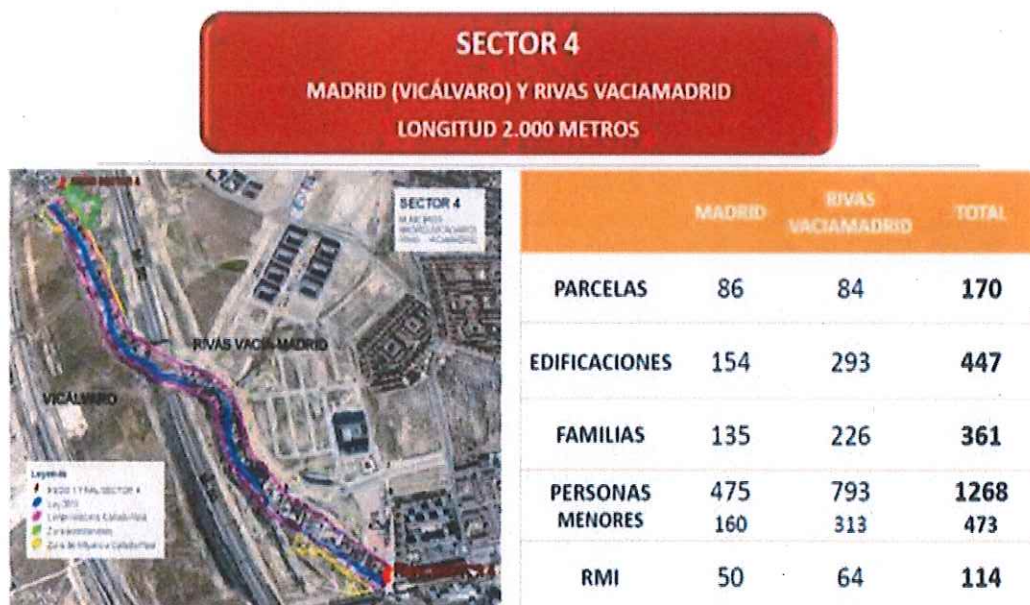 SECTOR 4
MADRID (VICÁLVARO) Y RIVAS VACIAMADRID
LONGITUD 2.000 METROS
SECTOR 4
RIVAS VACIA-MADRID
VICÁLVARO
Leyenda
MADRID RIVAS VACIAMADRID TOTAL
PARCELAS 86 84 170
EDIFICACIONES 154 293 447
FAMILIAS 135 226 361
PERSONAS 475 793 1268
MENORES 160 313 473
RMI 50 64 114